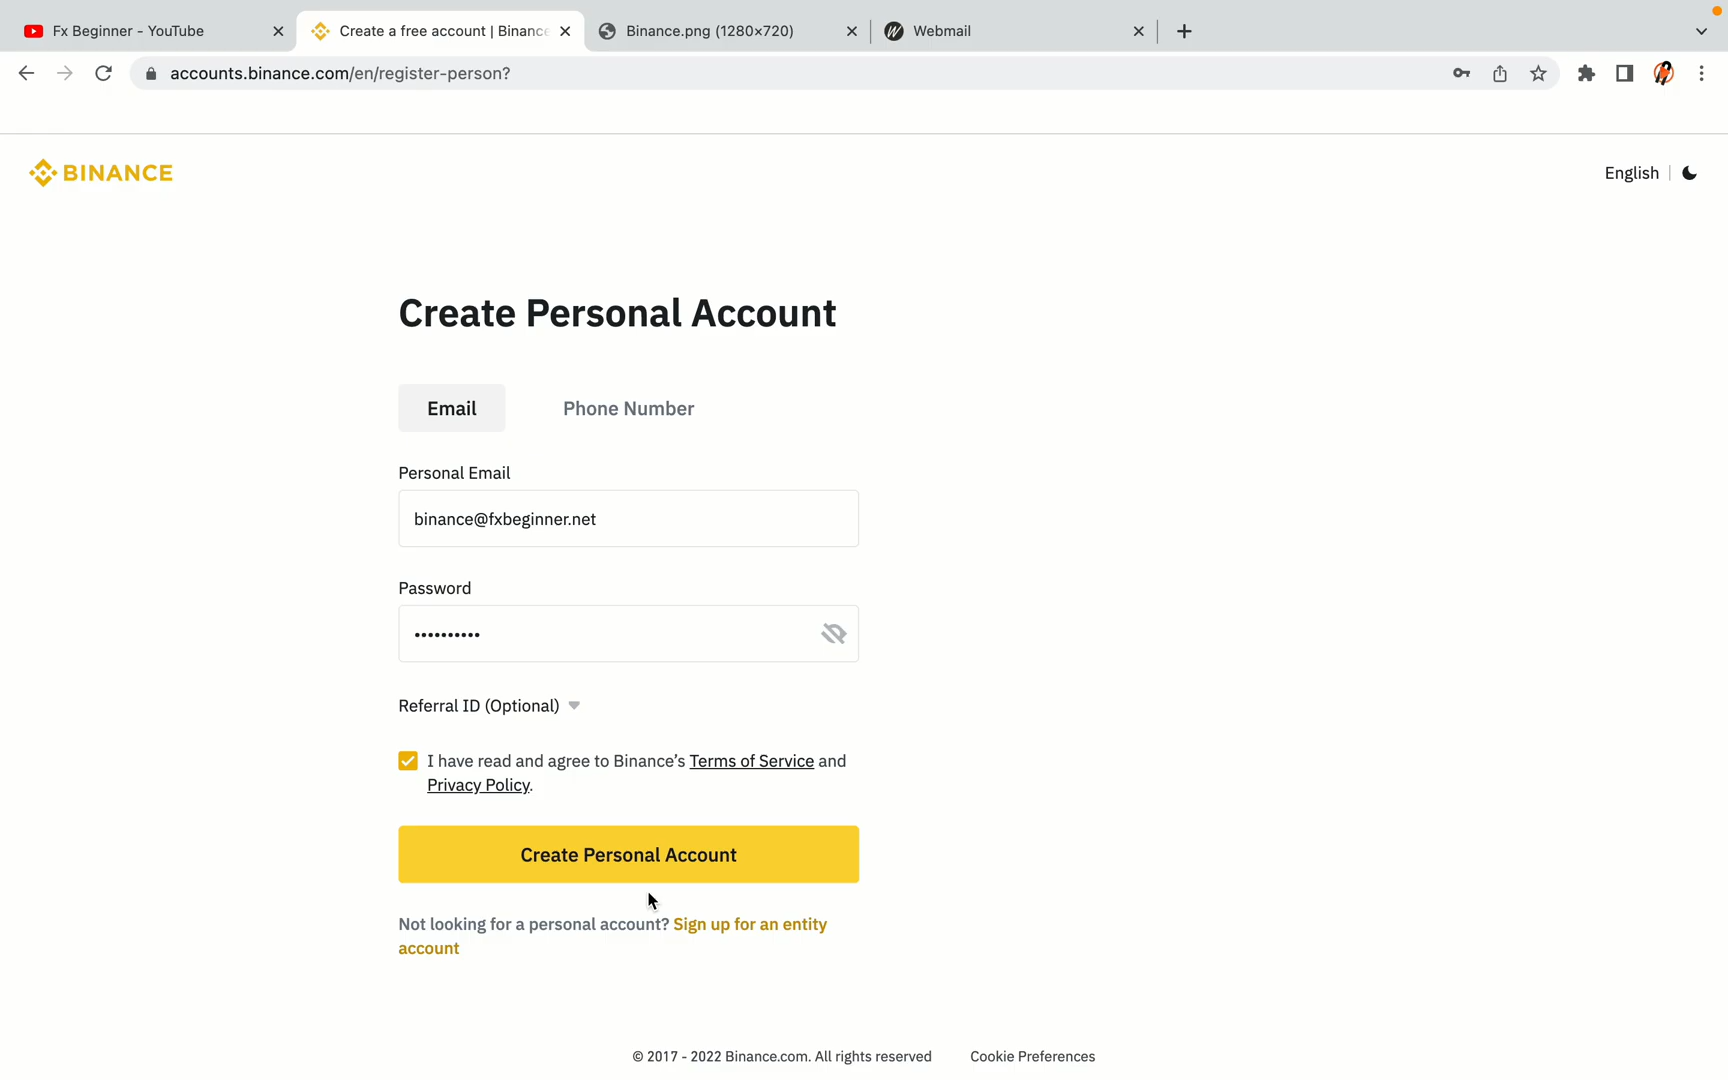 Fx Beginner - YouTube
Create a free account | Binance
Binance.png (1280×720)
Webmail
accounts.binance.com/en/register-person?
BINANCE
English
Create Personal Account
Email
Phone Number
Personal Email
binance@fxbeginner.net
Password
••••••••••
Referral ID (Optional)
I have read and agree to Binance's Terms of Service and
Privacy Policy.
Create Personal Account
Not looking for a personal account? Sign up for an entity
account
© 2017 - 2022 Binance.com. All rights reserved
Cookie Preferences